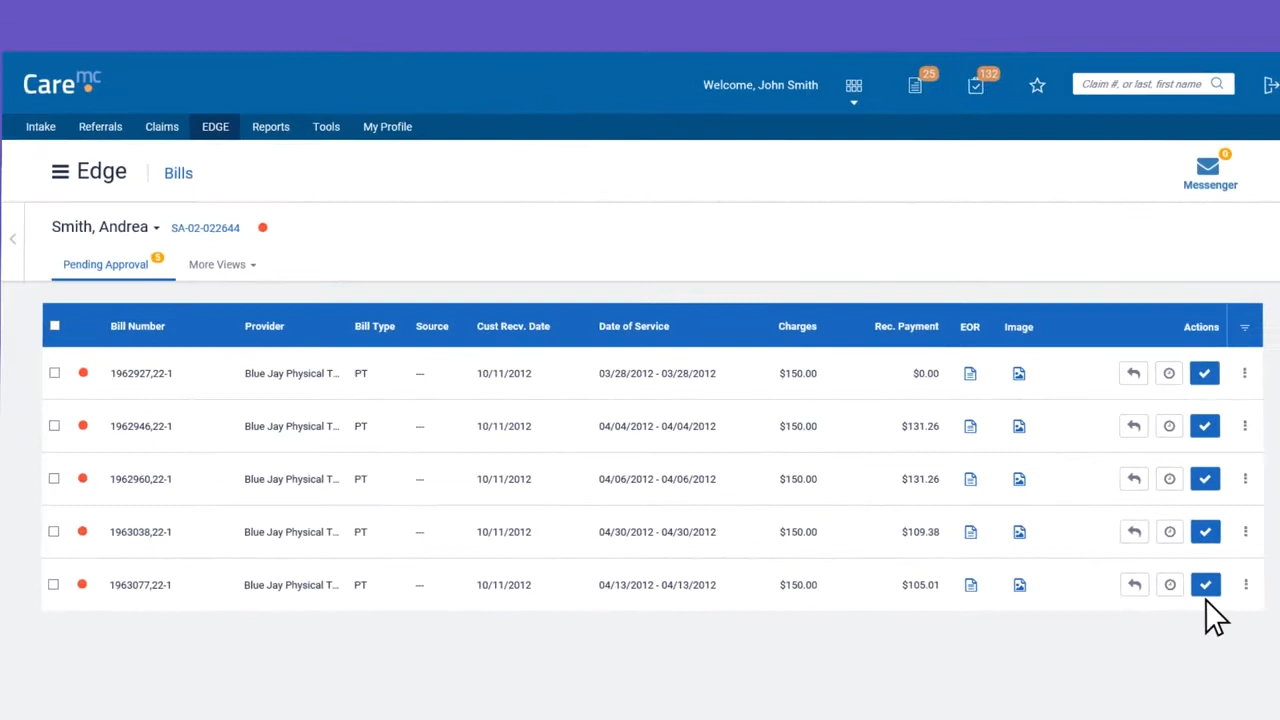 Care mc
Welcome, John Smith
25
132
Claim #, or last, first name
Intake Referrals Claims EDGE Reports Tools My Profile
Edge Bills
0
Messenger
Smith, Andrea SA-02-022644
Pending Approval 5 More Views
Bill Number Provider Bill Type Source Cust Recv. Date Date of Service Charges Rec. Payment EOR Image Actions
1962927,22-1 Blue Jay Physical T... PT --- 10/11/2012 03/28/2012 - 03/28/2012 $150.00 $0.00
1962946,22-1 Blue Jay Physical T... PT --- 10/11/2012 04/04/2012 - 04/04/2012 $150.00 $131.26
1962960,22-1 Blue Jay Physical T... PT --- 10/11/2012 04/06/2012 - 04/06/2012 $150.00 $131.26
1963038,22-1 Blue Jay Physical T... PT --- 10/11/2012 04/30/2012 - 04/30/2012 $150.00 $109.38
1963077,22-1 Blue Jay Physical T... PT --- 10/11/2012 04/13/2012 - 04/13/2012 $150.00 $105.01